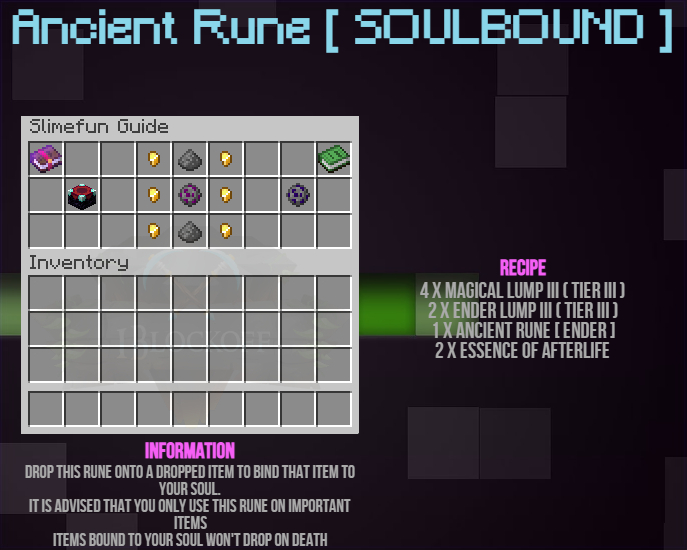 Ancient Rune [ SOULBOUND ]
Slimefun Guide
Inventory
IBLOCKOFF
RECIPE
4 X MAGICAL LUMP III ( TIER III )
2 X ENDER LUMP III ( TIER III )
1 X ANCIENT RUNE [ ENDER ]
2 X ESSENCE OF AFTERLIFE
INFORMATION
DROP THIS RUNE ONTO A DROPPED ITEM TO BIND THAT ITEM TO
YOUR SOUL.
IT IS ADVISED THAT YOU ONLY USE THIS RUNE ON IMPORTANT
ITEMS
ITEMS BOUND TO YOUR SOUL WON'T DROP ON DEATH